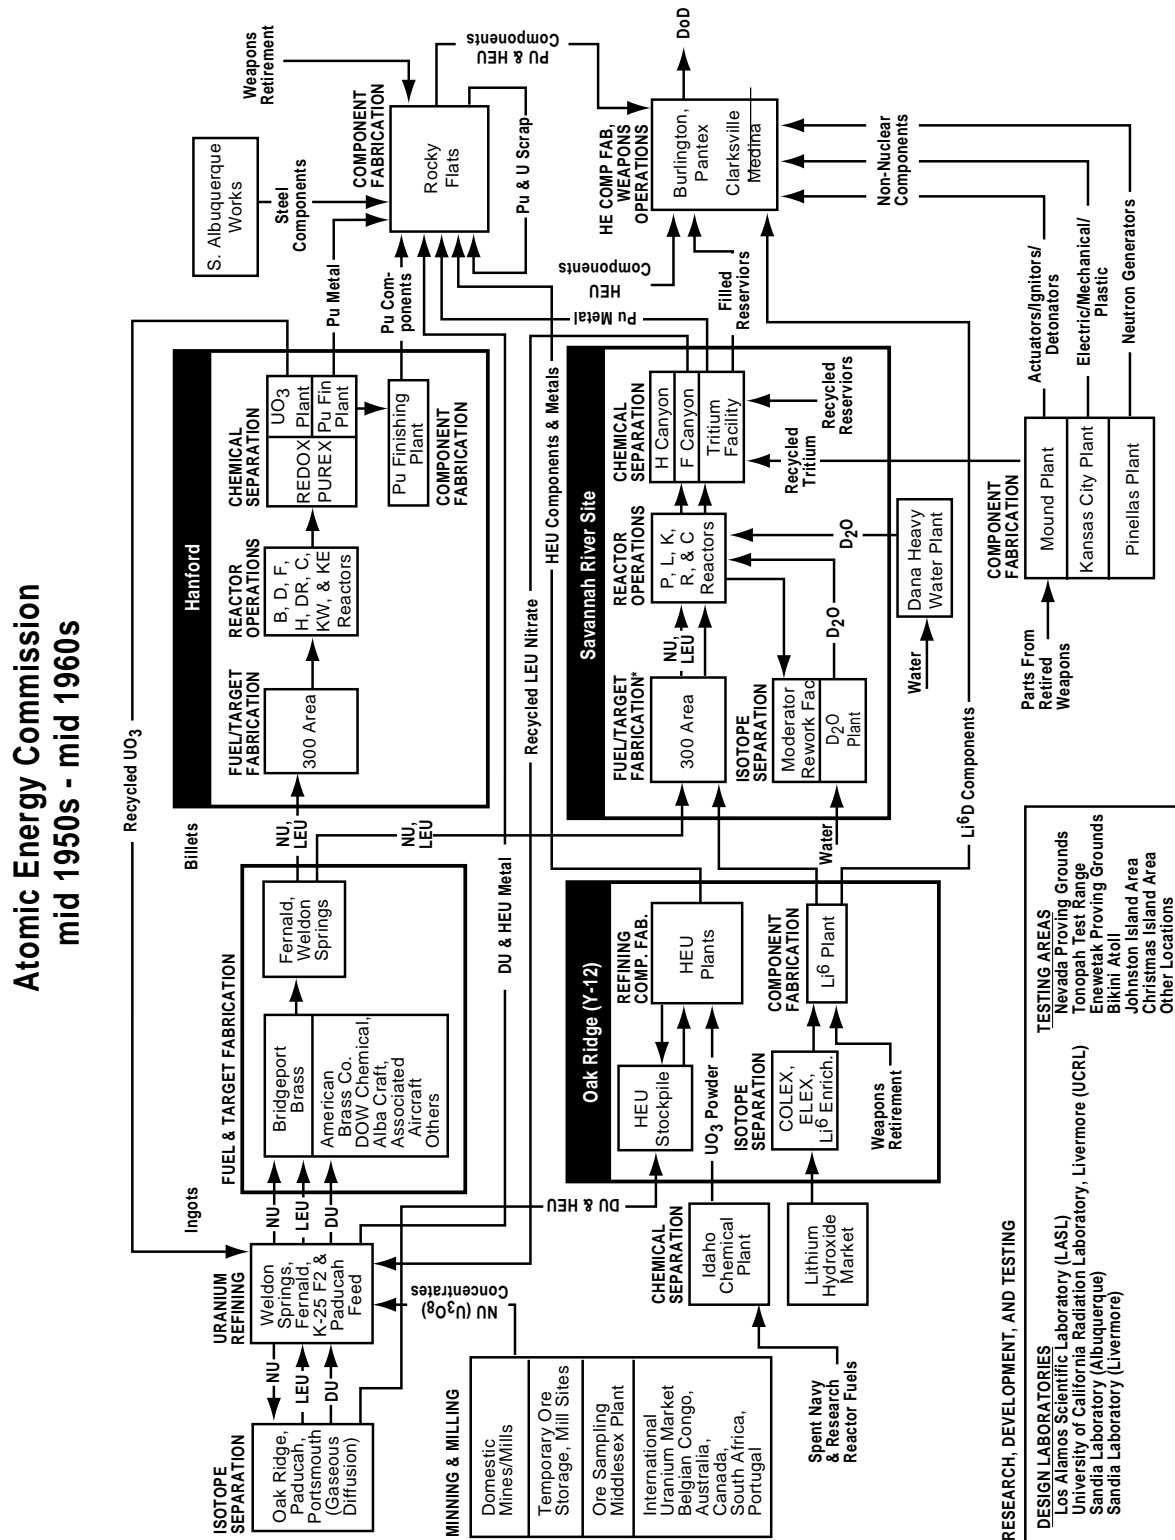 Atomic Energy Commission
mid 1950s - mid 1960s
Ingots
Billets
Recycled UO3
ISOTOPE
SEPARATION
Oak Ridge,
Paducah,
Portsmouth
(Gaseous
Diffusion)
NU
LEU
DU
URANIUM
REFINING
Weldon
Springs,
Fernald,
K-25 F2 &
Paducah
Feed
NU
LEU
DU
FUEL & TARGET FABRICATION
Bridgeport
Brass
American
Brass Co.
DOW Chemical,
Alba Craft,
Associated
Aircraft
Others
Fernald,
Weldon
Springs
NU,
LEU
NU,
LEU
Hanford
FUEL/TARGET
FABRICATION
300 Area
REACTOR
OPERATIONS
B, D, F,
H, DR, C,
KW, & KE
Reactors
CHEMICAL
SEPARATION
REDOX
PUREX
UO3
Plant
Pu Fin
Plant
Pu Finishing
Plant
COMPONENT
FABRICATION
Pu Metal
Pu Com-
ponents
S. Albuquerque
Works
Steel
Components
Weapons
Retirement
COMPONENT
FABRICATION
Rocky
Flats
Pu & U Scrap
PU & HEU
Components
MINNING & MILLING
Domestic
Mines/Mills
Temporary Ore
Storage, Mill Sites
Ore Sampling
Middlesex Plant
International
Uranium Market
Belgian Congo,
Australia,
Canada,
South Africa,
Portugal
NU (U3O8)
Concentrates
DU & HEU
DU & HEU Metal
Recycled LEU Nitrate
HEU Components & Metals
CHEMICAL
SEPARATION
Idaho
Chemical
Plant
Spent Navy
& Research
Reactor Fuels
Lithium
Hydroxide
Market
Oak Ridge (Y-12)
HEU
Stockpile
UO3 Powder
REFINING
COMP. FAB.
HEU
Plants
ISOTOPE
SEPARATION
COLEX,
ELEX,
Li6 Enrich.
Weapons
Retirement
COMPONENT
FABRICATION
Li6 Plant
Water
Savannah River Site
FUEL/TARGET
FABRICATION*
300 Area
NU,
LEU
REACTOR
OPERATIONS
P, L, K,
R, & C
Reactors
CHEMICAL
SEPARATION
H Canyon
F Canyon
Tritium
Facility
ISOTOPE
SEPARATION
Moderator
Rework Fac
D2O
Plant
D2O
D2O
Water
Dana Heavy
Water Plant
Recycled
Tritium
Recycled
Reserviors
Pu Metal
Filled
Reserviors
HEU
Components
Li6D Components
HE COMP FAB,
WEAPONS
OPERATIONS
Burlington,
Pantex
Clarksville
Medina
DoD
Non-Nuclear
Components
Parts From
Retired
Weapons
COMPONENT
FABRICATION
Mound Plant
Kansas City Plant
Pinellas Plant
Actuators/Ignitors/
Detonators
Electric/Mechanical/
Plastic
Neutron Generators
RESEARCH, DEVELOPMENT, AND TESTING
DESIGN LABORATORIES
Los Alamos Scientific Laboratory (LASL)
University of California Radiation Laboratory, Livermore (UCRL)
Sandia Laboratory (Albuquerque)
Sandia Laboratory (Livermore)
TESTING AREAS
Nevada Proving Grounds
Tonopah Test Range
Enewetak Proving Grounds
Bikini Atoll
Johnston Island Area
Christmas Island Area
Other Locations